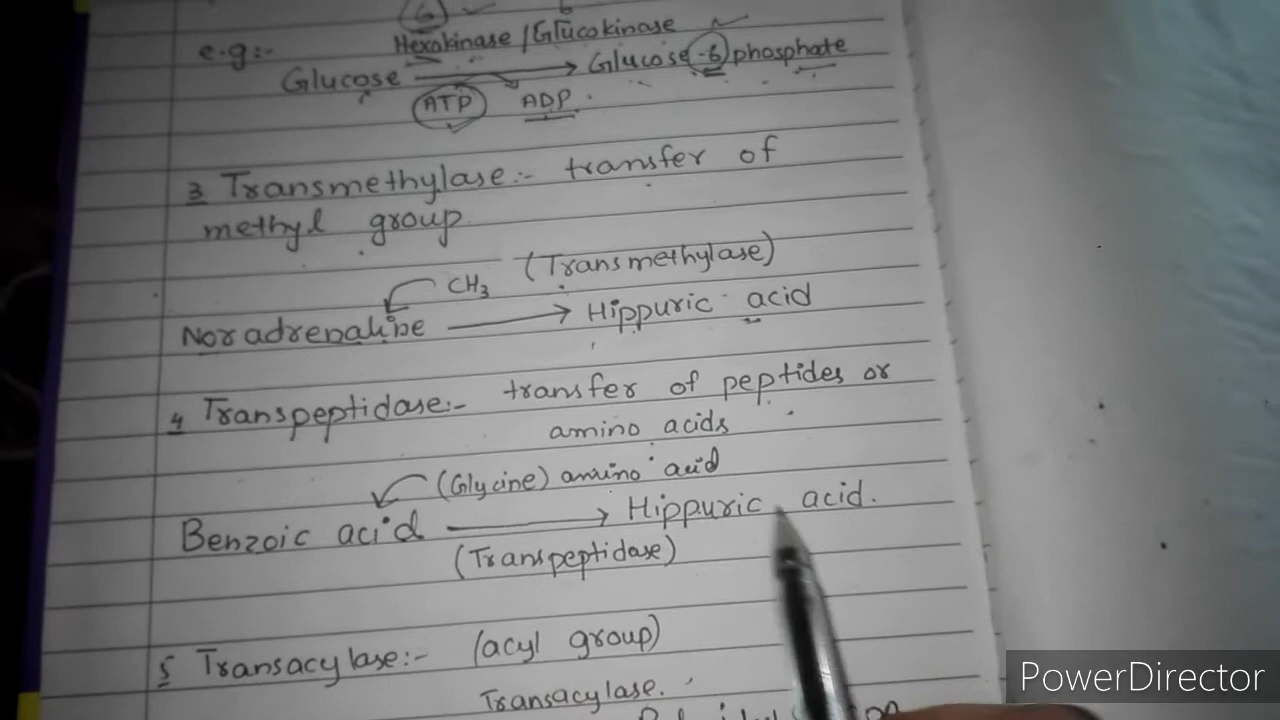 6
e.g:-
Hexokinase/Glucokinase
Glucose → Glucose-6 phosphate
ATP ADP.
3 Transmethylase:- transfer of
methyl group
CH3 (Transmethylase)
Noradrenaline → Hippuric acid
4 Transpeptidase:- transfer of peptides or
amino acids
(Glycine) amino acid
Benzoic acid → Hippuric acid.
(Transpeptidase)
5 Transacylase:- (acyl group)
Transacylase.
PowerDirector